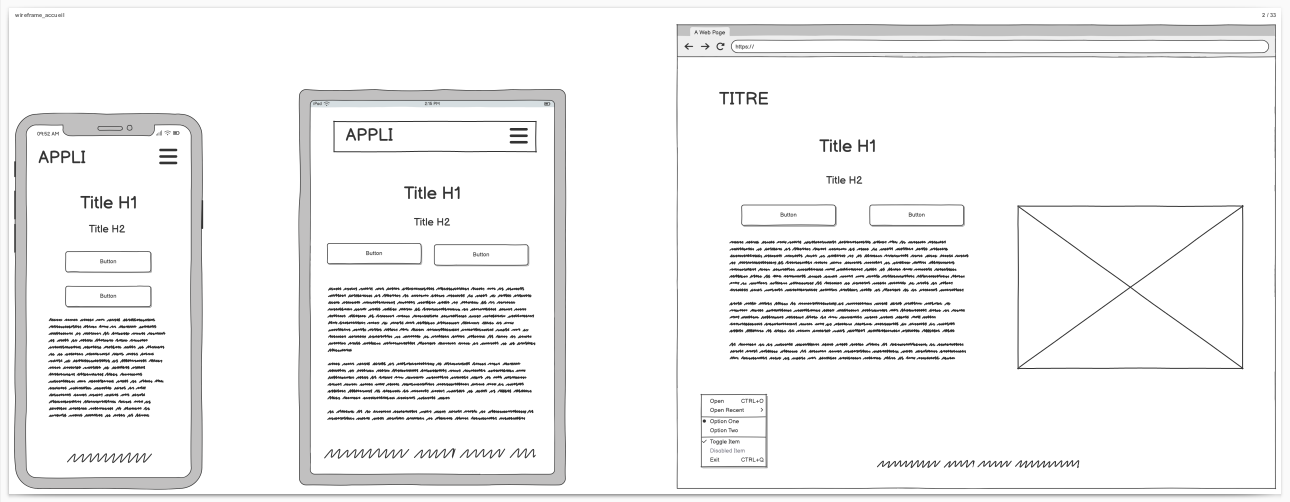 wireframe_accueil
2 / 33
09:52 AM
APPLI
Title H1
Title H2
Button
Button
iPad
2:15 PM
APPLI
Title H1
Title H2
Button
Button
A Web Page
https://
TITRE
Title H1
Title H2
Button
Button
Open CTRL+O
Open Recent
Option One
Option Two
Toggle Item
Disabled Item
Exit CTRL+Q